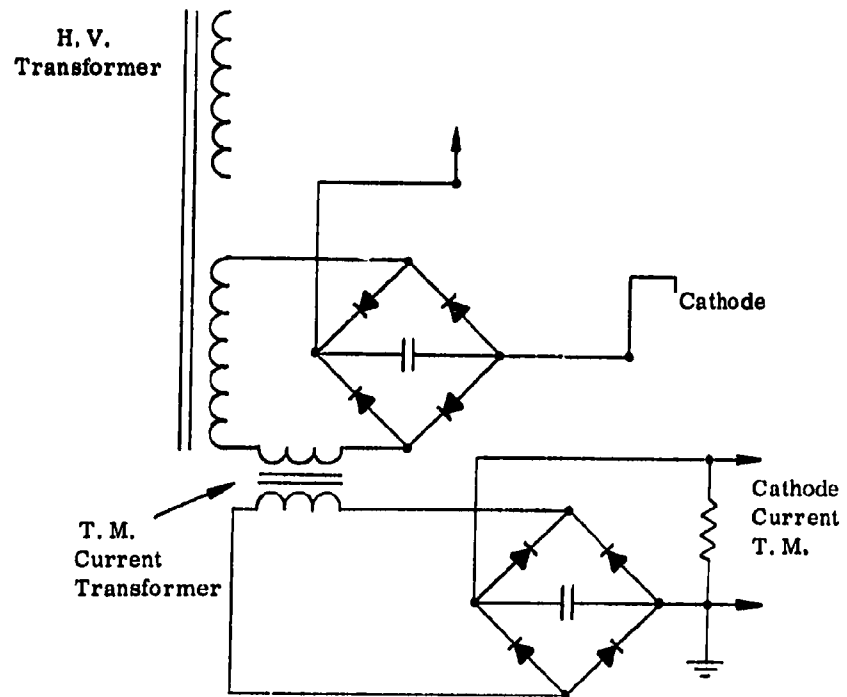 H. V.
Transformer
Cathode
Cathode
Current
T. M.
T. M.
Current
Transformer